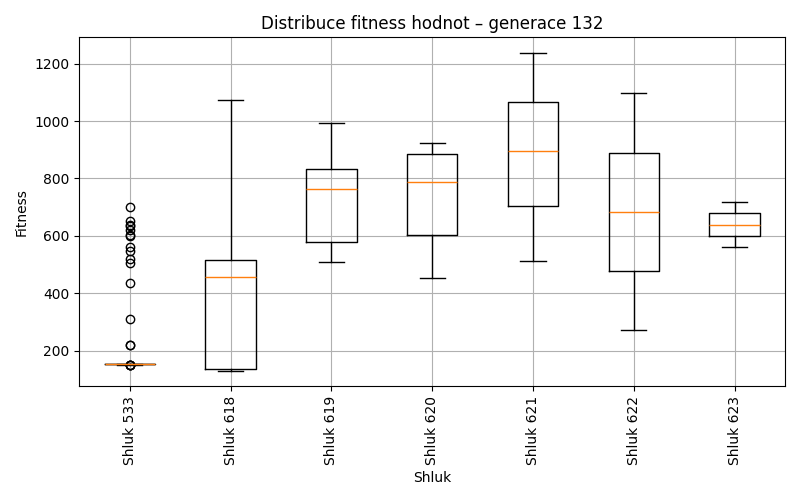 Distribuce fitness hodnot – generace 132
Fitness
1200
1000
800
600
400
200
Shluk 533
Shluk 618
Shluk 619
Shluk 620
Shluk 621
Shluk 622
Shluk 623
Shluk